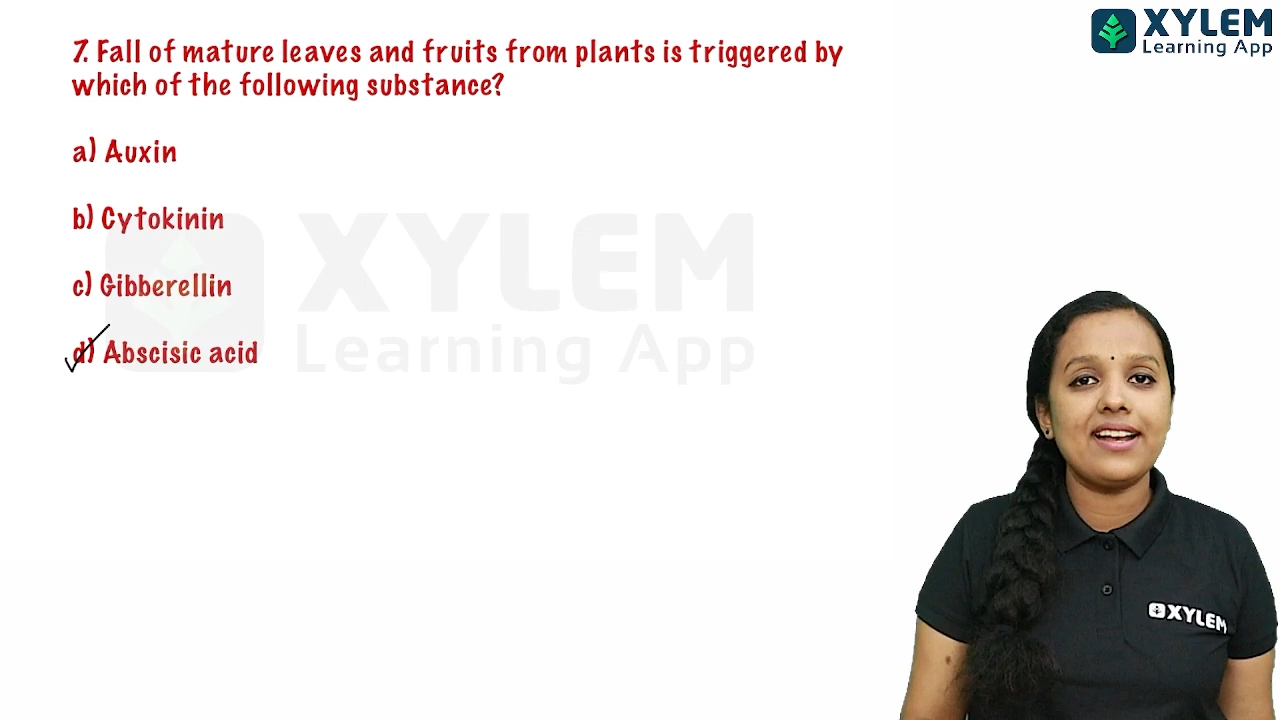 XYLEM
Learning App
7. Fall of mature leaves and fruits from plants is triggered by
which of the following substance?
a) Auxin
b) Cytokinin
c) Gibberellin
d) Abscisic acid
XYLEM
Learning App
XYLEM